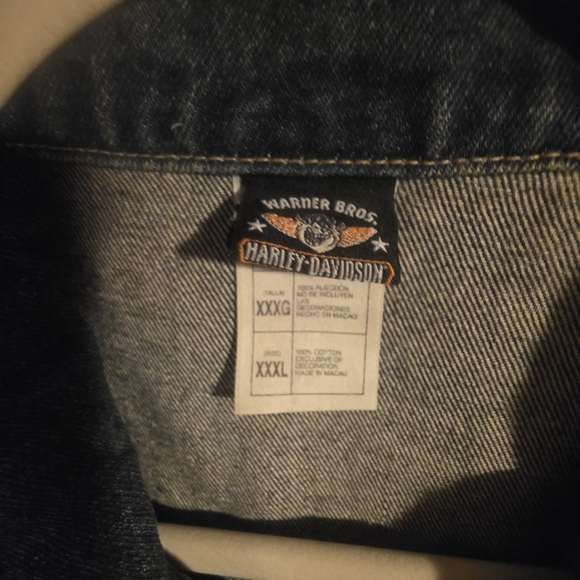 WARNER BROS.
HARLEY-DAVIDSON
(TALLA)
XXXG
100% ALGODON
NO SE INCLUYEN
LAS
DECORACIONES
HECHO EN MACAO
(SIZE)
XXXL
100% COTTON
EXCLUSIVE OF
DECORATION
MADE IN MACAU